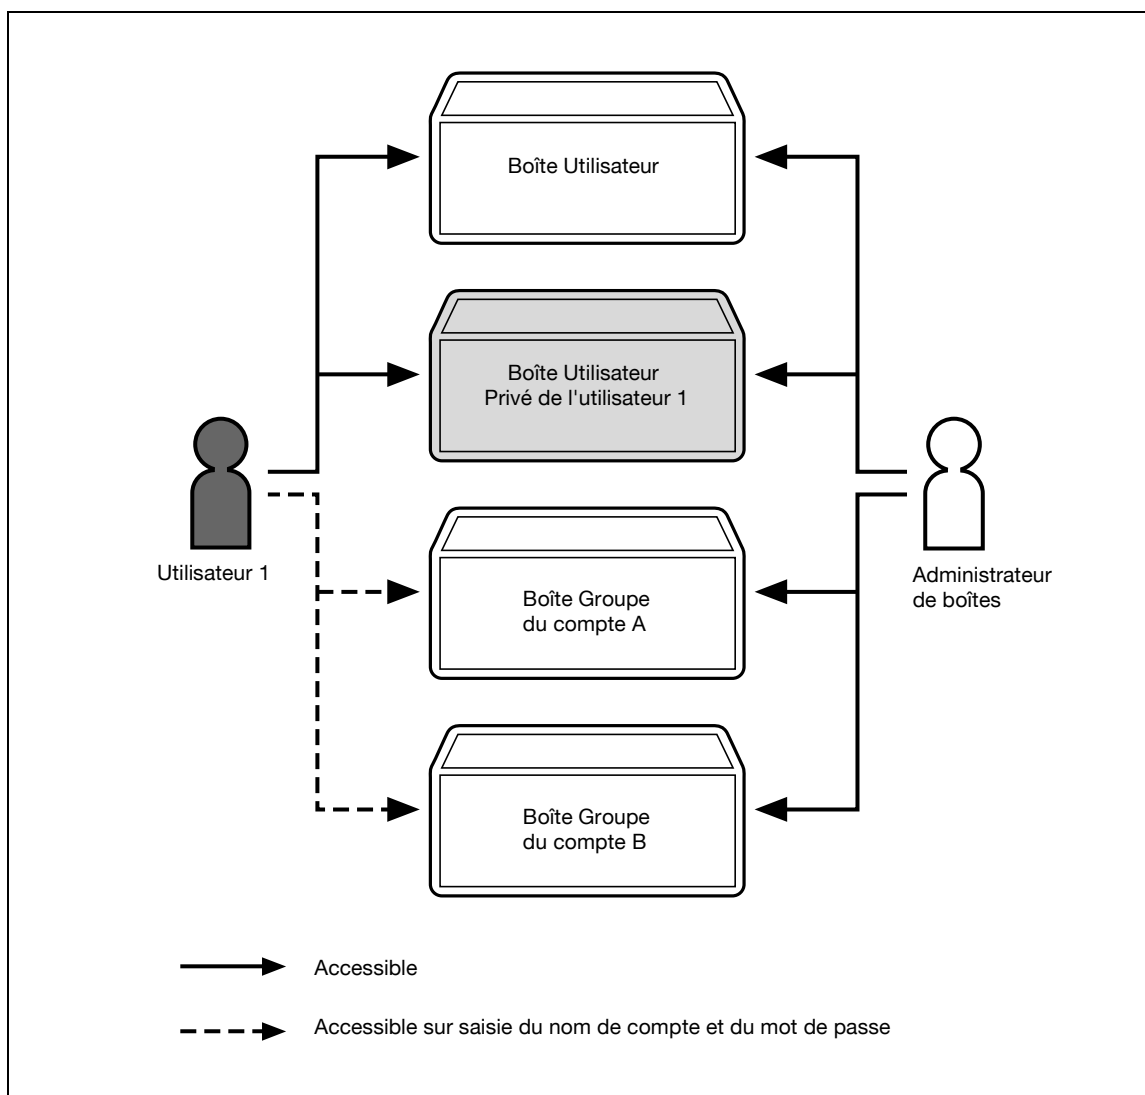 Boîte Utilisateur
Boîte Utilisateur
Privé de l'utilisateur 1
Utilisateur 1
Administrateur
de boîtes
Boîte Groupe
du compte A
Boîte Groupe
du compte B
Accessible
Accessible sur saisie du nom de compte et du mot de passe